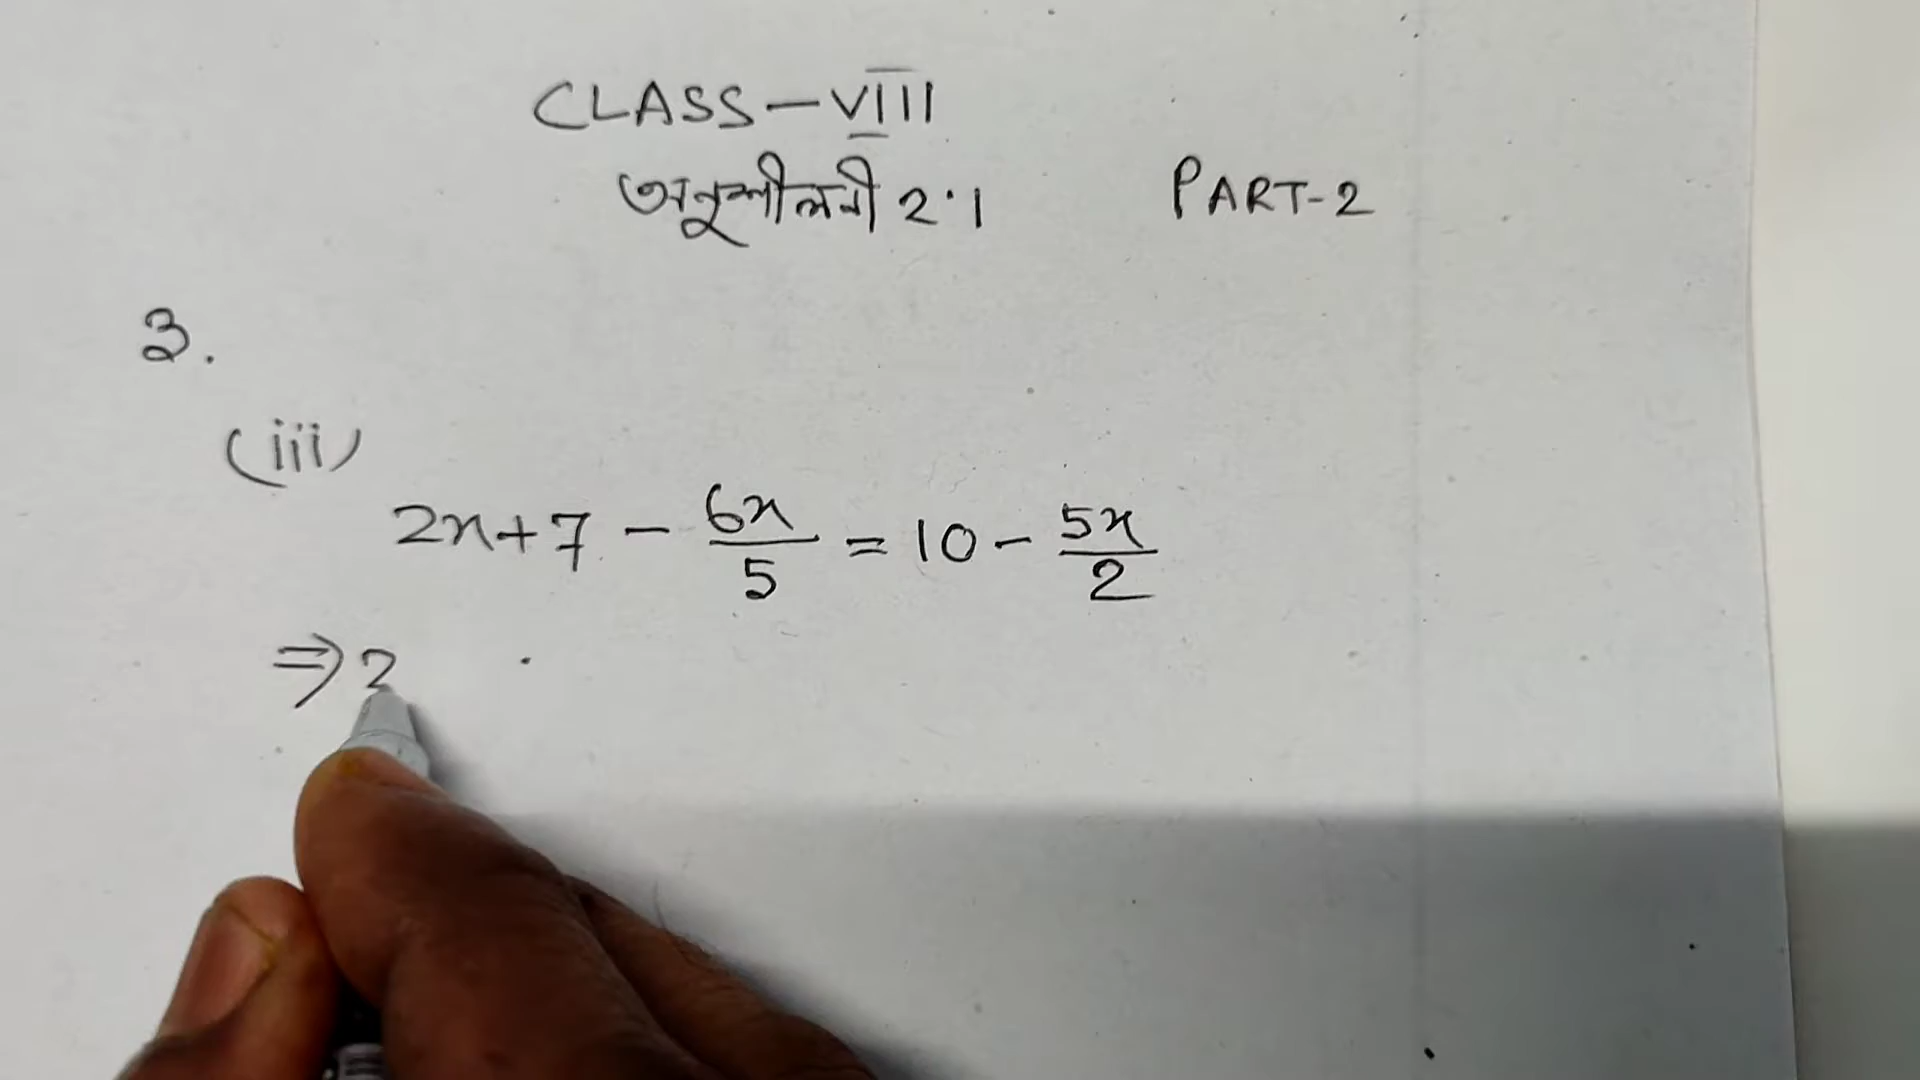 CLASS-VIII
অনুশীলনী 2.1 PART-2
3.
(iii)
2x+7 - 6x/5 = 10 - 5x/2
⇒ 2